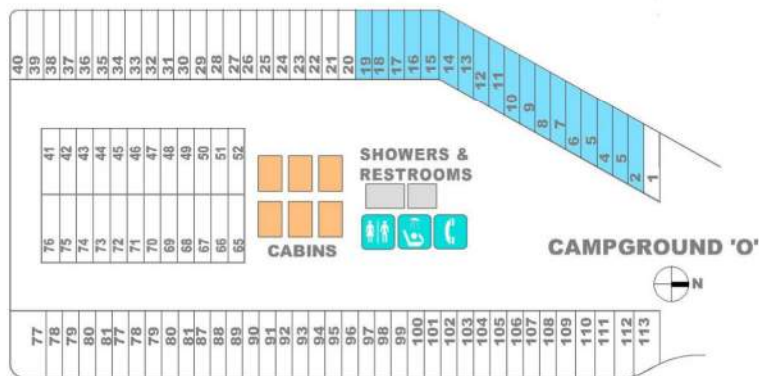 40 39 38 37 36 35 34 33 32 31 30 29 28 27 26 25 24 23 22 21 20 19 18 17 16 15 14 13 12 11 10 9 8 7 6 5 4 5 2 1
41 42 43 44 45 46 47 48 49 50 51 52
SHOWERS &
RESTROOMS
76 75 74 73 72 71 70 69 68 67 66 65
CABINS
CAMPGROUND 'O'
N
77 78 79 80 81 77 78 79 80 81 87 88 89 90 91 92 93 94 95 96 97 98 99 100 101 102 103 104 105 106 107 108 109 110 111 112 113